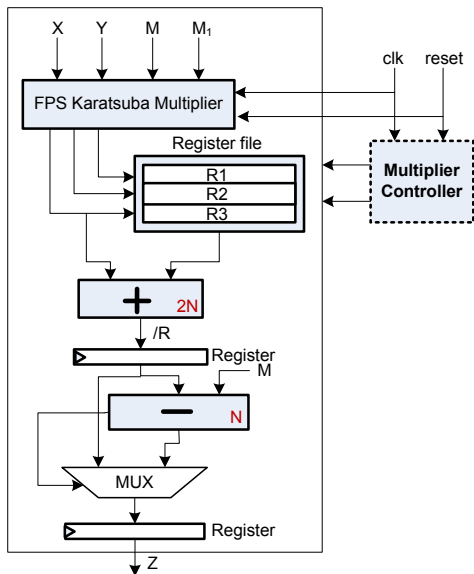 X Y M M₁
clk reset
FPS Karatsuba Multiplier
Register file
R1
R2
R3
Multiplier
Controller
+
2N
/R
Register
M
−
N
MUX
Register
Z